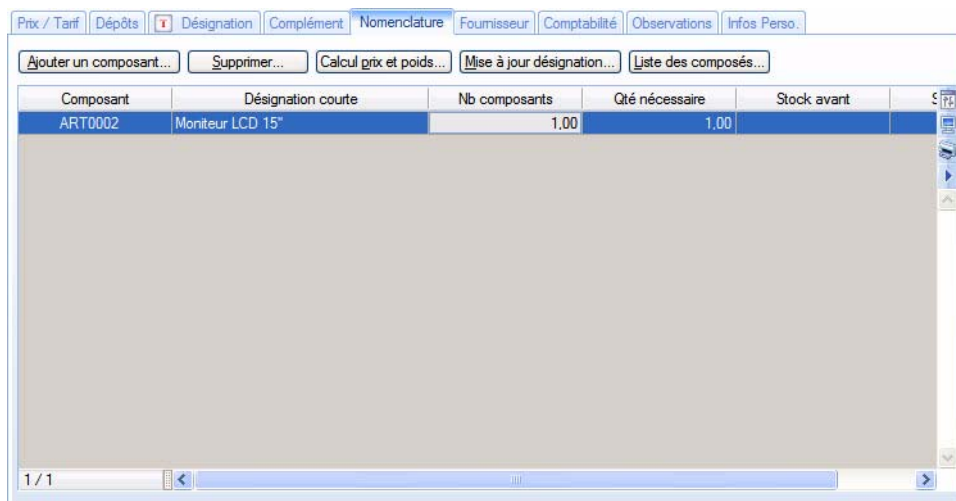 Prix / Tarif Dépôts T Désignation Complément Nomenclature Fournisseur Comptabilité Observations Infos Perso.
Ajouter un composant... Supprimer... Calcul prix et poids... Mise à jour désignation... Liste des composés...
Composant Désignation courte Nb composants Qté nécessaire Stock avant S
ART0002 Moniteur LCD 15" 1,00 1,00
1 / 1